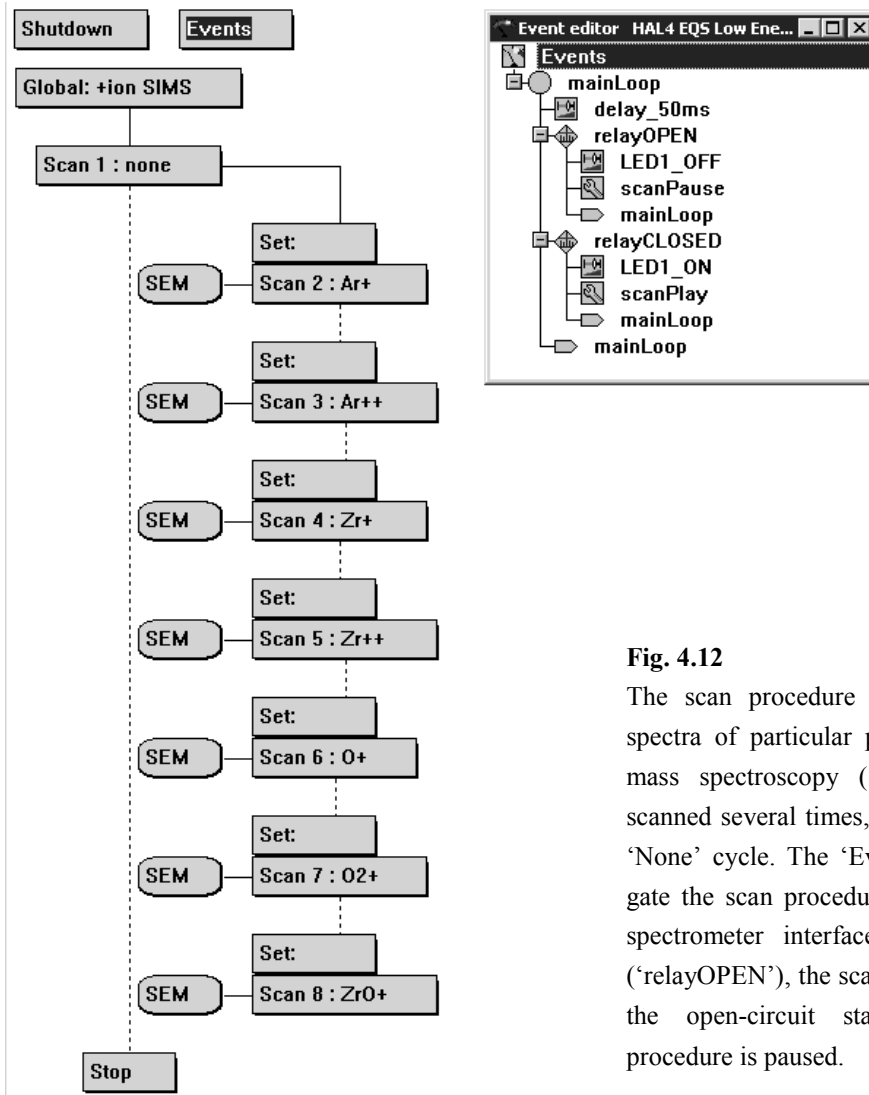 Shutdown
Events
Global: +ion SIMS
Scan 1 : none
Set:
SEM
Scan 2 : Ar+
Set:
SEM
Scan 3 : Ar++
Set:
SEM
Scan 4 : Zr+
Set:
SEM
Scan 5 : Zr++
Set:
SEM
Scan 6 : O+
Set:
SEM
Scan 7 : O2+
Set:
SEM
Scan 8 : ZrO+
Stop
Event editor HAL4 EQS Low Ene...
Events
mainLoop
delay_50ms
relayOPEN
LED1_OFF
scanPause
mainLoop
relayCLOSED
LED1_ON
scanPlay
mainLoop
mainLoop
Fig. 4.12
The scan procedure
spectra of particular p
mass spectroscopy (
scanned several times,
‘None’ cycle. The ‘Ev
gate the scan procedu
spectrometer interface
(‘relayOPEN’), the sca
the open-circuit sta
procedure is paused.